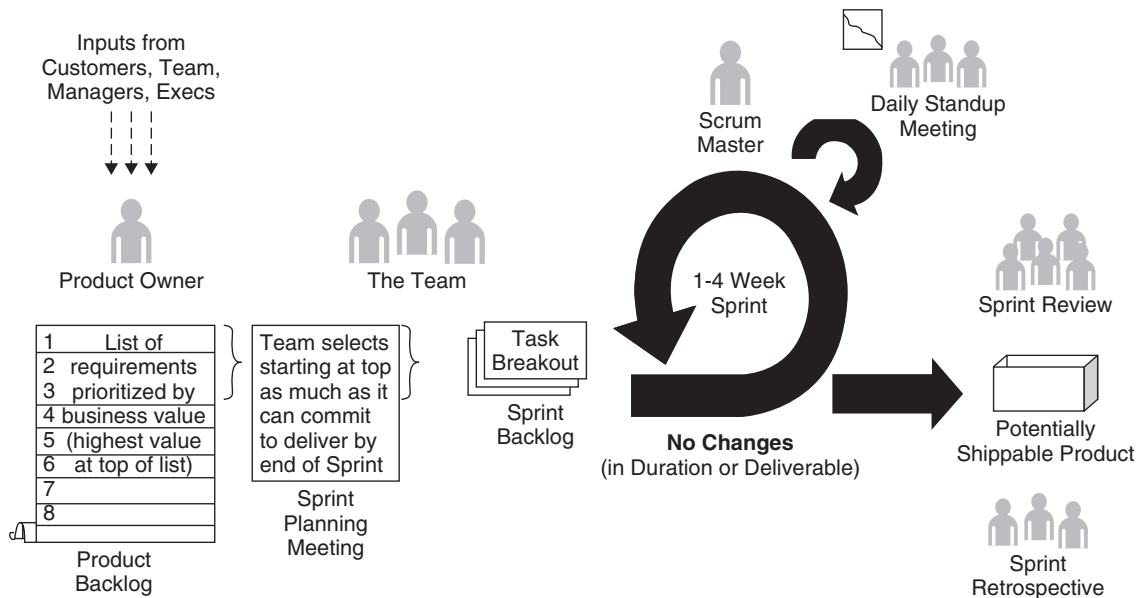 Inputs from
Customers, Team,
Managers, Execs
Product Owner
The Team
Scrum
Master
Daily Standup
Meeting
1-4 Week
Sprint
Sprint Review
1 List of
2 requirements
3 prioritized by
4 business value
5 (highest value
6 at top of list)
7
8
Product
Backlog
Team selects
starting at top
as much as it
can commit
to deliver by
end of Sprint
Sprint
Planning
Meeting
Task
Breakout
Sprint
Backlog
No Changes
(in Duration or Deliverable)
Potentially
Shippable Product
Sprint
Retrospective